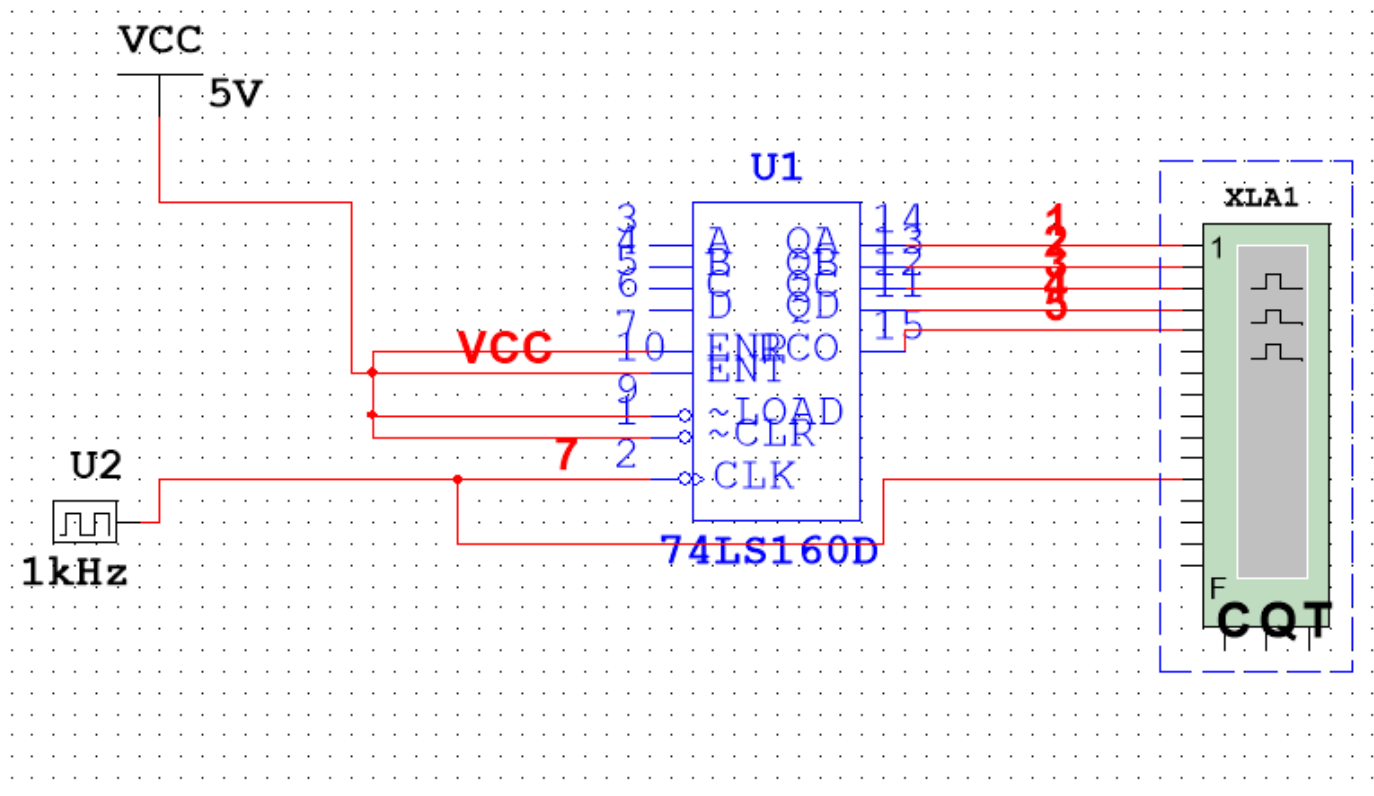 VCC
5V
U1
XLA1
3
4
5
6
7
10
9
1
2
A
B
C
D
ENP
ENT
~LOAD
~CLR
CLK
QA
QB
QC
QD
RCO
14
13
12
11
15
1
2
3
4
5
VCC
7
U2
1kHz
74LS160D
1
F
C Q T